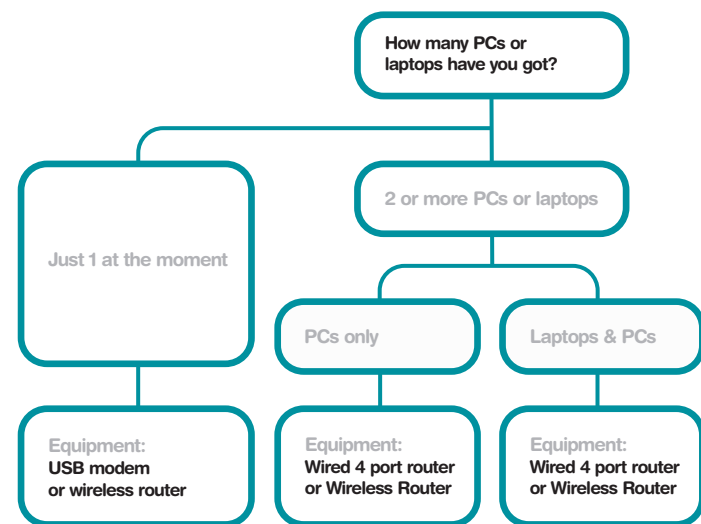 How many PCs or
laptops have you got?
2 or more PCs or laptops
Just 1 at the moment
PCs only
Laptops & PCs
Equipment:
USB modem
or wireless router
Equipment:
Wired 4 port router
or Wireless Router
Equipment:
Wired 4 port router
or Wireless Router